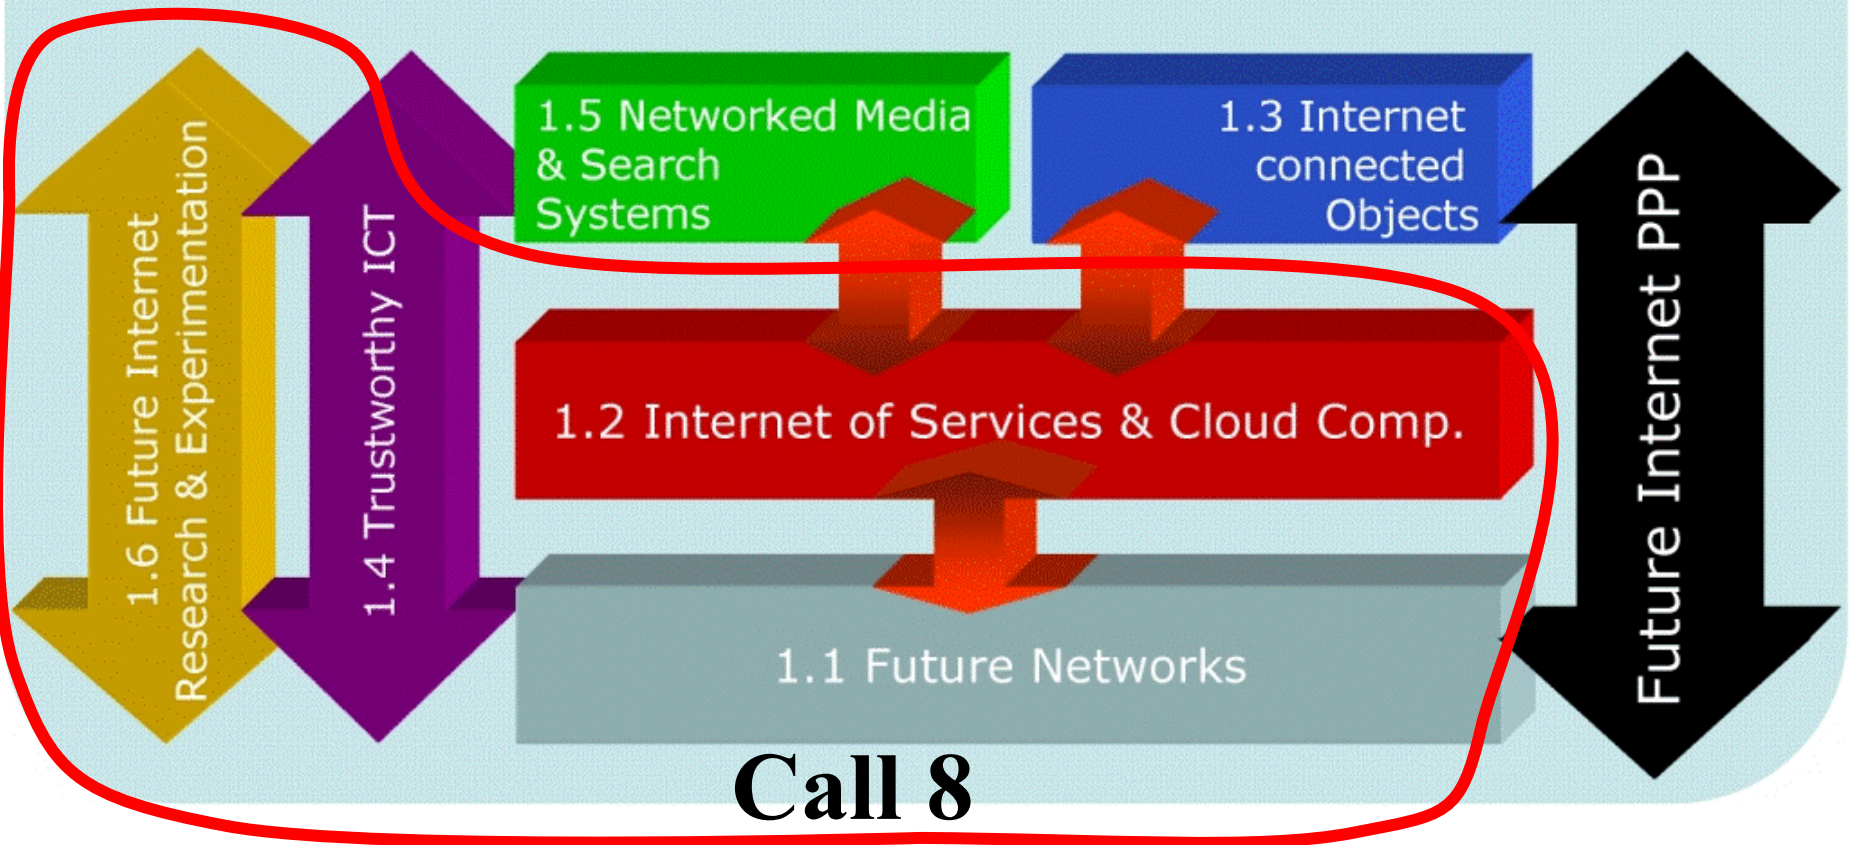 1.6 Future Internet
Research & Experimentation
1.4 Trustworthy ICT
1.5 Networked Media
& Search
Systems
1.3 Internet
connected
Objects
1.2 Internet of Services & Cloud Comp.
1.1 Future Networks
Future Internet PPP
Call 8